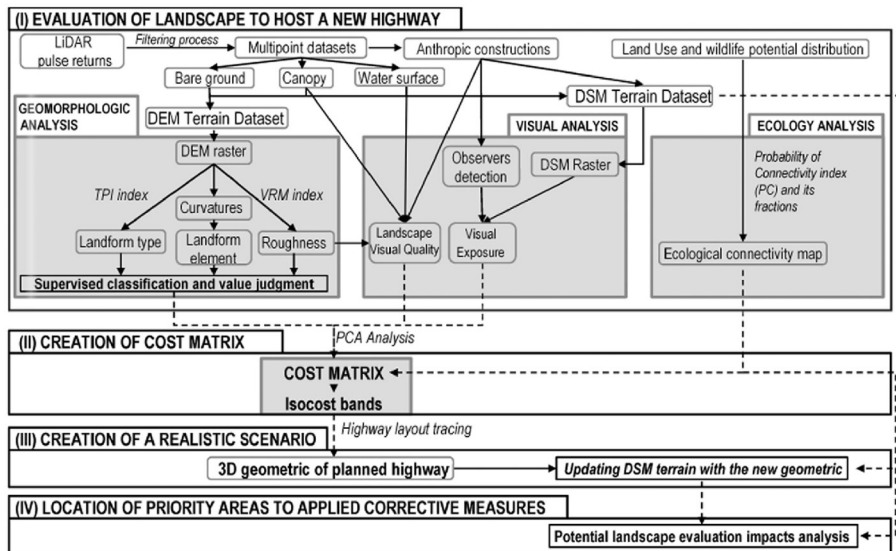 (I) EVALUATION OF LANDSCAPE TO HOST A NEW HIGHWAY
LiDAR
pulse returns
Filtering process
Multipoint datasets
Anthropic constructions
Land Use and wildlife potential distribution
Bare ground
Canopy
Water surface
DSM Terrain Dataset
GEOMORPHOLOGIC
ANALYSIS
DEM Terrain Dataset
VISUAL ANALYSIS
ECOLOGY ANALYSIS
DEM raster
Observers
detection
DSM Raster
Probability of
Connectivity index
(PC) and its
fractions
TPI index
VRM index
Curvatures
Landform type
Landform
element
Roughness
Landscape
Visual Quality
Visual
Exposure
Ecological connectivity map
Supervised classification and value judgment
PCA Analysis
(II) CREATION OF COST MATRIX
COST MATRIX
Isocost bands
Highway layout tracing
(III) CREATION OF A REALISTIC SCENARIO
3D geometric of planned highway
Updating DSM terrain with the new geometric
(IV) LOCATION OF PRIORITY AREAS TO APPLIED CORRECTIVE MEASURES
Potential landscape evaluation impacts analysis